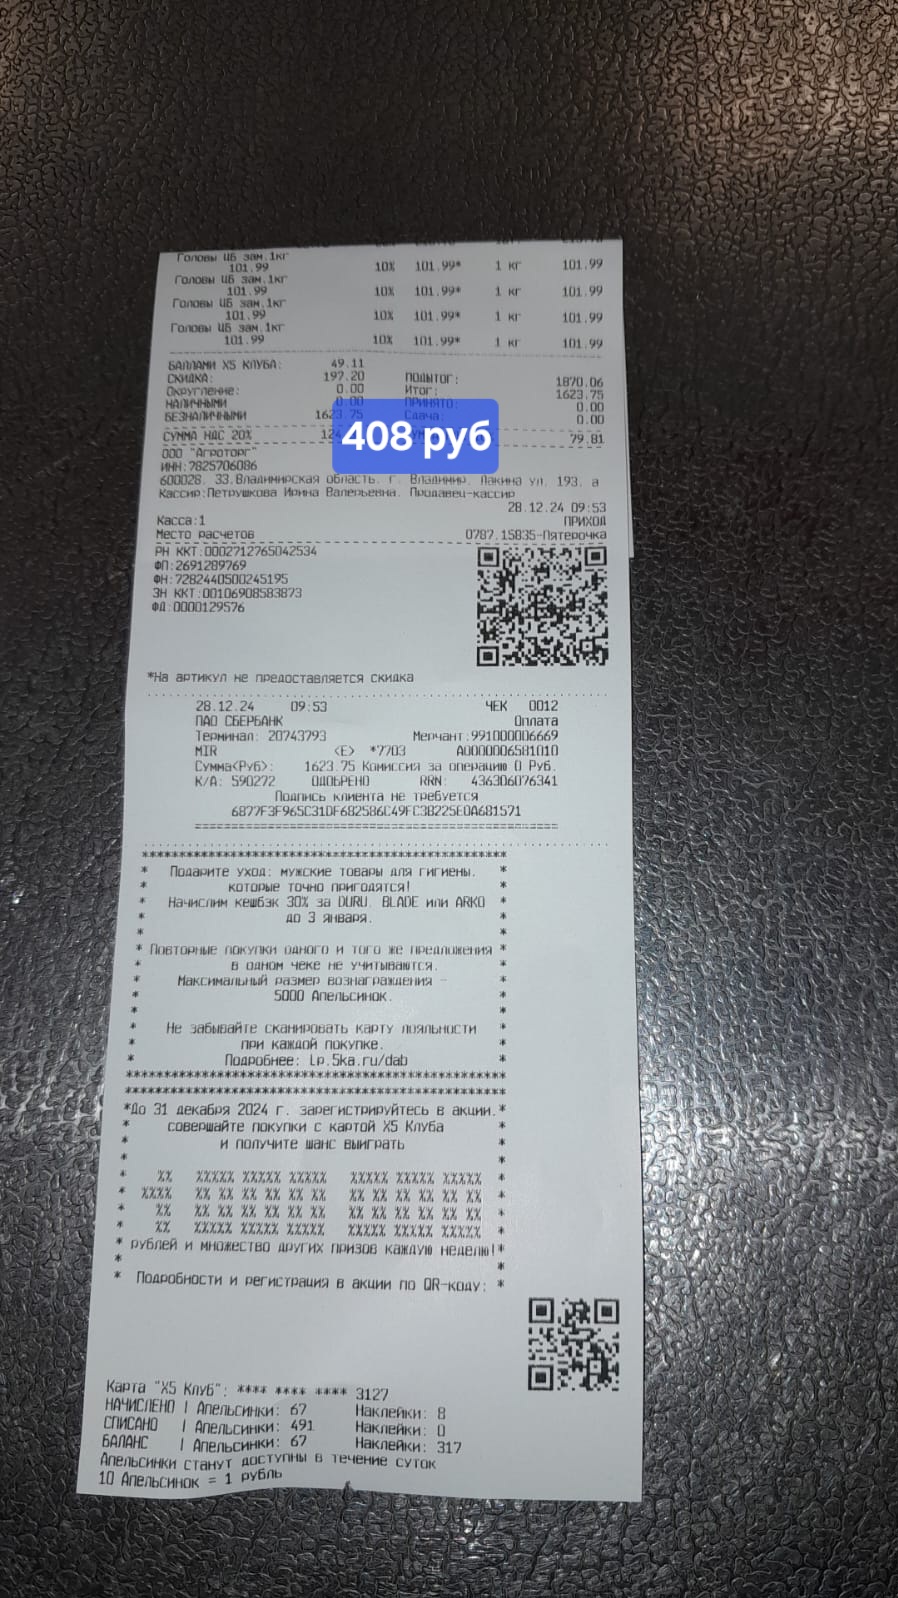 Головы ЦБ зам.1кг
101.99 10% 101.99* 1 кг 101.99
Головы ЦБ зам.1кг
101.99 10% 101.99* 1 кг 101.99
Головы ЦБ зам.1кг
101.99 10% 101.99* 1 кг 101.99
Головы ЦБ зам.1кг
101.99 10% 101.99* 1 кг 101.99
БАЛЛАМИ X5 КЛУБА: 49.11
СКИДКА: 197.20 ПОДЫТОГ: 1870.06
Округление: 0.00 Итог: 1623.75
НАЛИЧНЫМИ 0.00 ПРИНЯТО: 0.00
БЕЗНАЛИЧНЫМИ 1623.75 Сдача: 0.00
408 руб
СУММА НДС 20% 79.81
ООО "Агроторг"
ИНН:7825706086
600028, 33,Владимирская область, г. Владимир, Лакина ул, 193, а
Кассир:Петрушкова Ирина Валерьевна, Продавец-кассир
28.12.24 09:53
Касса:1 ПРИХОД
Место расчетов 0787,15835-Пятерочка
РН ККТ:0002712765042534
ФП:2691289769
ФН:7282440500245195
ЗН ККТ:00106908583873
ФД:0000129576
*На артикул не предоставляется скидка
28.12.24 09:53 ЧЕК 0012
ПАО СБЕРБАНК Оплата
Терминал: 20743793 Мерчант:991000006669
MIR <E> *7703 A0000006581010
Сумма(Руб): 1623.75 Комиссия за операцию 0 Руб.
К/А: 590272 ОДОБРЕНО RRN: 436306076341
Подпись клиента не требуется
6877F3F965C31DF682586C49FC3B225E0A681571
==================================================
**************************************************
* Подарите уход: мужские товары для гигиены, *
* которые точно пригодятся! *
* Начислим кешбэк 30% за DURU, BLADE или ARKO *
* до 3 января. *
* *
* Повторные покупки одного и того же предложения *
* в одном чеке не учитываются. *
* Максимальный размер вознаграждения - *
* 5000 Апельсинок. *
* *
* Не забывайте сканировать карту лояльности *
* при каждой покупке. *
* Подробнее: lp.5ka.ru/dab *
**************************************************
**************************************************
*До 31 декабря 2024 г. зарегистрируйтесь в акции,*
* совершайте покупки с картой X5 Клуба *
* и получите шанс выиграть *
* *
* %% %%%%% %%%%% %%%%% %%%%% %%%%% %%%%% *
* %%%% %% %% %% %% %% %% %% %% %% %% %% %% *
* %% %% %% %% %% %% %% %% %% %% %% %% %% *
* %% %%%%% %%%%% %%%%% %%%%% %%%%% %%%%% *
* рублей и множество других призов каждую неделю!*
* *
* Подробности и регистрация в акции по QR-коду: *
Карта "X5 Клуб": **** **** **** 3127
НАЧИСЛЕНО | Апельсинки: 67 Наклейки: 8
СПИСАНО | Апельсинки: 491 Наклейки: 0
БАЛАНС | Апельсинки: 67 Наклейки: 317
Апельсинки станут доступны в течение суток
10 Апельсинок = 1 рубль